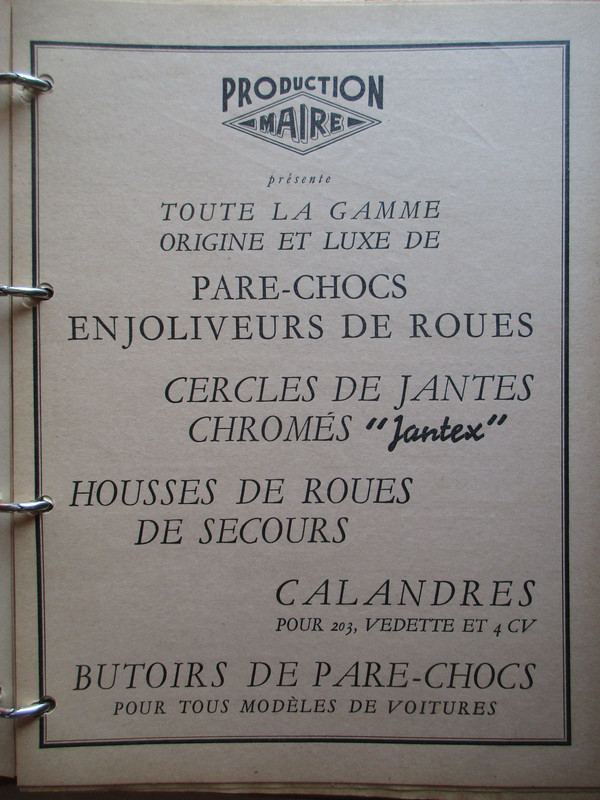 PRODUCTION
MAIRE
présente
TOUTE LA GAMME
ORIGINE ET LUXE DE
PARE-CHOCS
ENJOLIVEURS DE ROUES
CERCLES DE JANTES
CHROMÉS "Jantex"
HOUSSES DE ROUES
DE SECOURS
CALANDRES
POUR 203, VEDETTE ET 4 CV
BUTOIRS DE PARE-CHOCS
POUR TOUS MODÈLES DE VOITURES